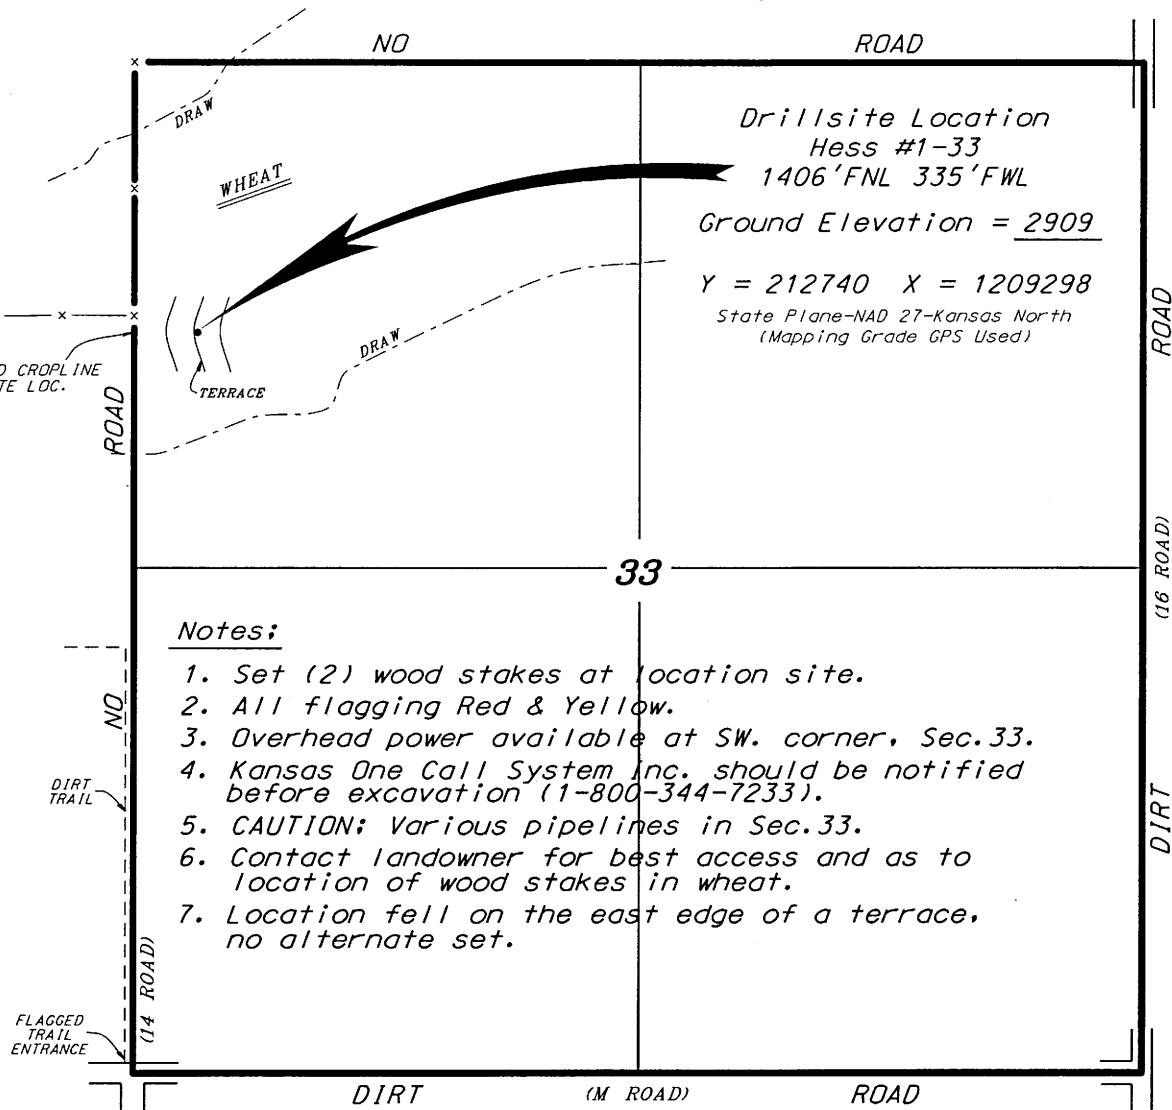 NO ROAD
DRAW
WHEAT
Drillsite Location
Hess #1-33
1406'FNL 335'FWL
Ground Elevation = 2909
Y = 212740 X = 1209298
State Plane-NAD 27-Kansas North
(Mapping Grade GPS Used)
ROAD
DRAW
TERRACE
CROPLINE
LOC.
ROAD
33
(16 ROAD)
Notes:
1. Set (2) wood stakes at location site.
2. All flagging Red & Yellow.
3. Overhead power available at SW. corner, Sec.33.
4. Kansas One Call System Inc. should be notified
before excavation (1-800-344-7233).
5. CAUTION: Various pipelines in Sec.33.
6. Contact landowner for best access and as to
location of wood stakes in wheat.
7. Location fell on the east edge of a terrace,
no alternate set.
NO
DIRT
TRAIL
DIRT
(14 ROAD)
FLAGGED
TRAIL
ENTRANCE
DIRT (M ROAD) ROAD